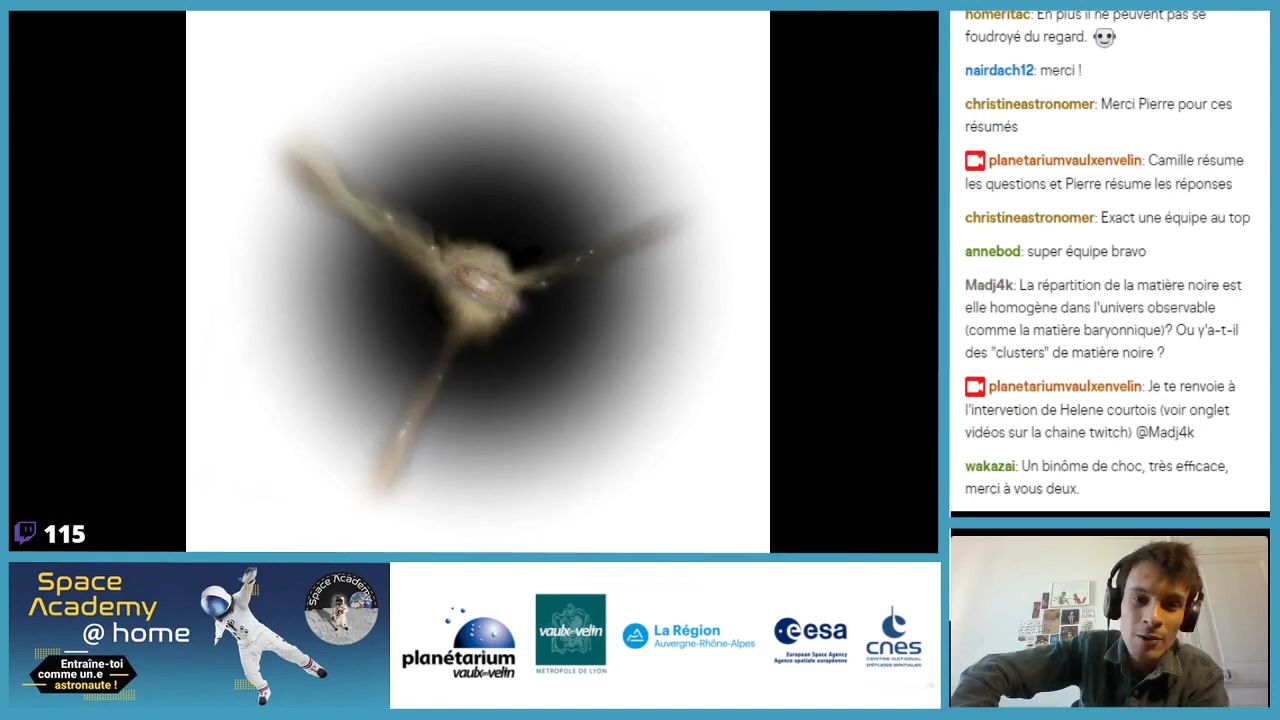 homeritac: En plus il ne peuvent pas se
foudroyé du regard.
nairdach12: merci !
christineastronomer: Merci Pierre pour ces
résumés
planetariumvaulxenvelin: Camille résume
les questions et Pierre résume les réponses
christineastronomer: Exact une équipe au top
annebod: super équipe bravo
Madj4k: La répartition de la matière noire est
elle homogène dans l'univers observable
(comme la matière baryonnique)? Ou y'a-t-il
des "clusters" de matière noire ?
planetariumvaulxenvelin: Je te renvoie à
l'intervetion de Helene courtois (voir onglet
vidéos sur la chaine twitch) @Madj4k
wakazai: Un binôme de choc, très efficace,
merci à vous deux.
115
Space
Academy
@ home
Entraîne-toi
comme un.e
astronaute !
Space Academy
planétarium
vaulx en velin
vaulx en velin
MÉTROPOLE DE LYON
La Région
Auvergne-Rhône-Alpes
esa
European Space Agency
Agence spatiale européenne
cnes
CENTRE NATIONAL
D'ÉTUDES SPATIALES